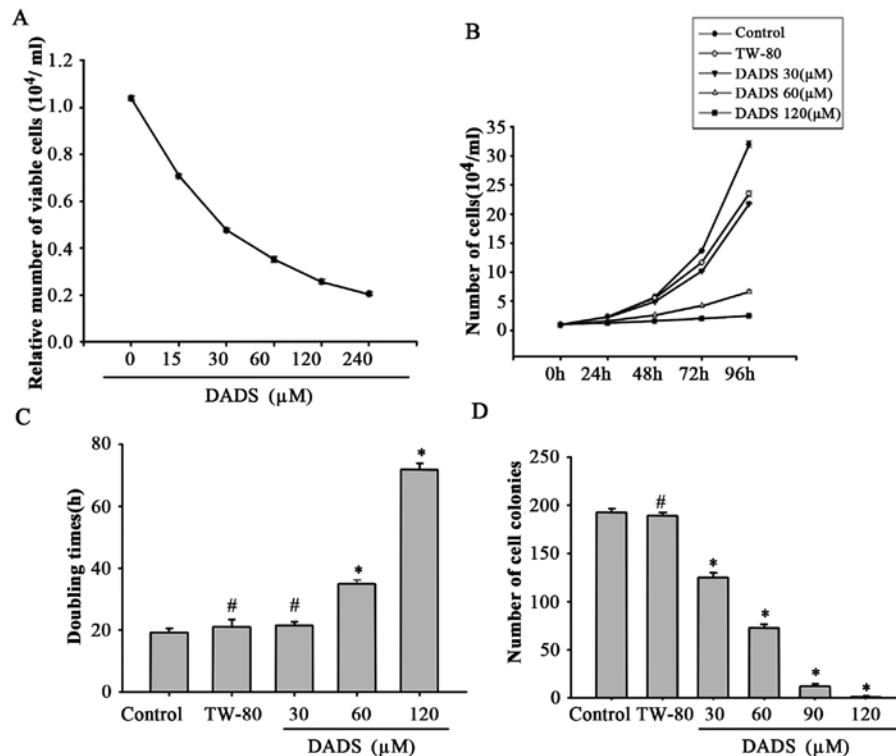 A
Relative mumber of viable cells (10⁴/ ml)
1.2
1.0
0.8
0.6
0.4
0.2
0.0
0 15 30 60 120 240
DADS (μM)
B
Control
TW-80
DADS 30(μM)
DADS 60(μM)
DADS 120(μM)
Number of cells(10⁴/ml)
35
30
25
20
15
10
5
0
0h 24h 48h 72h 96h
C
Doubling times(h)
80
60
40
20
0
# # * *
Control TW-80 30 60 120
DADS (μM)
D
Number of cell colonies
250
200
150
100
50
0
# * * * *
Control TW-80 30 60 90 120
DADS (μM)